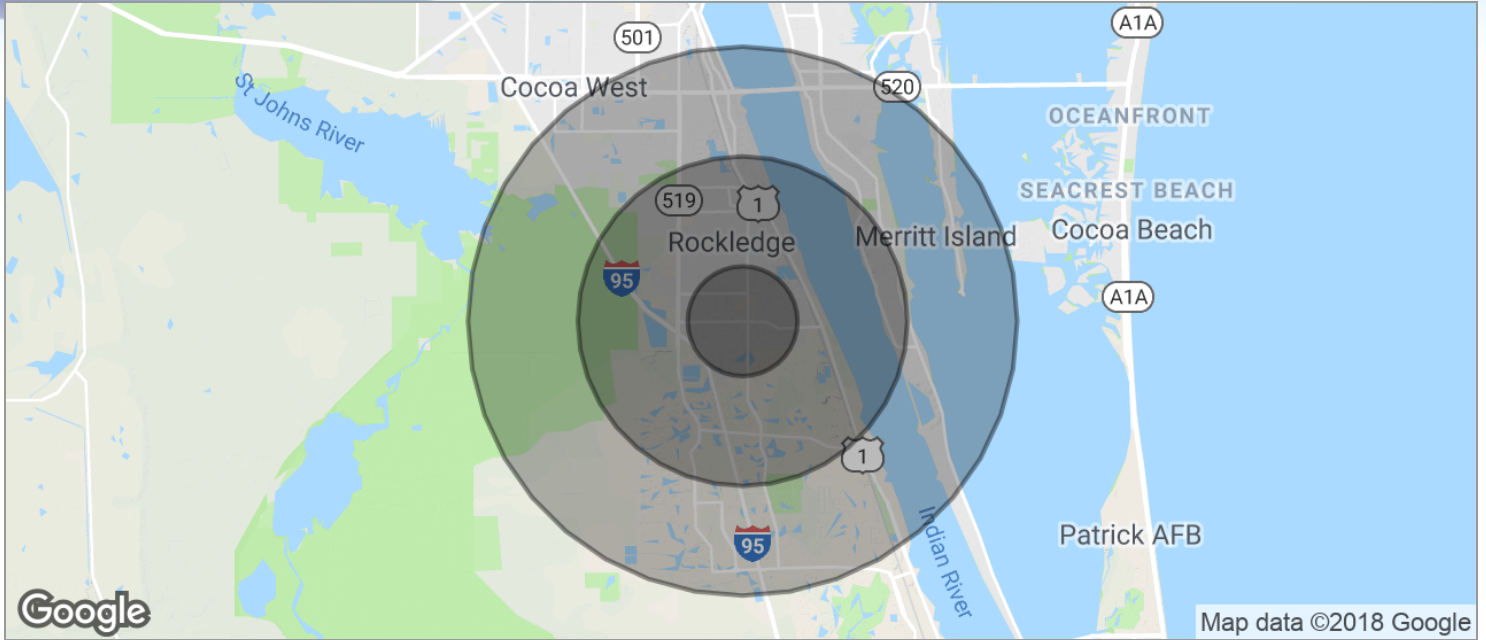 A1A
501
520
Cocoa West
St Johns River
OCEANFRONT
SEACREST BEACH
519
1
Rockledge
Merritt Island
Cocoa Beach
95
A1A
1
95
Patrick AFB
Indian River
Google
Map data ©2018 Google